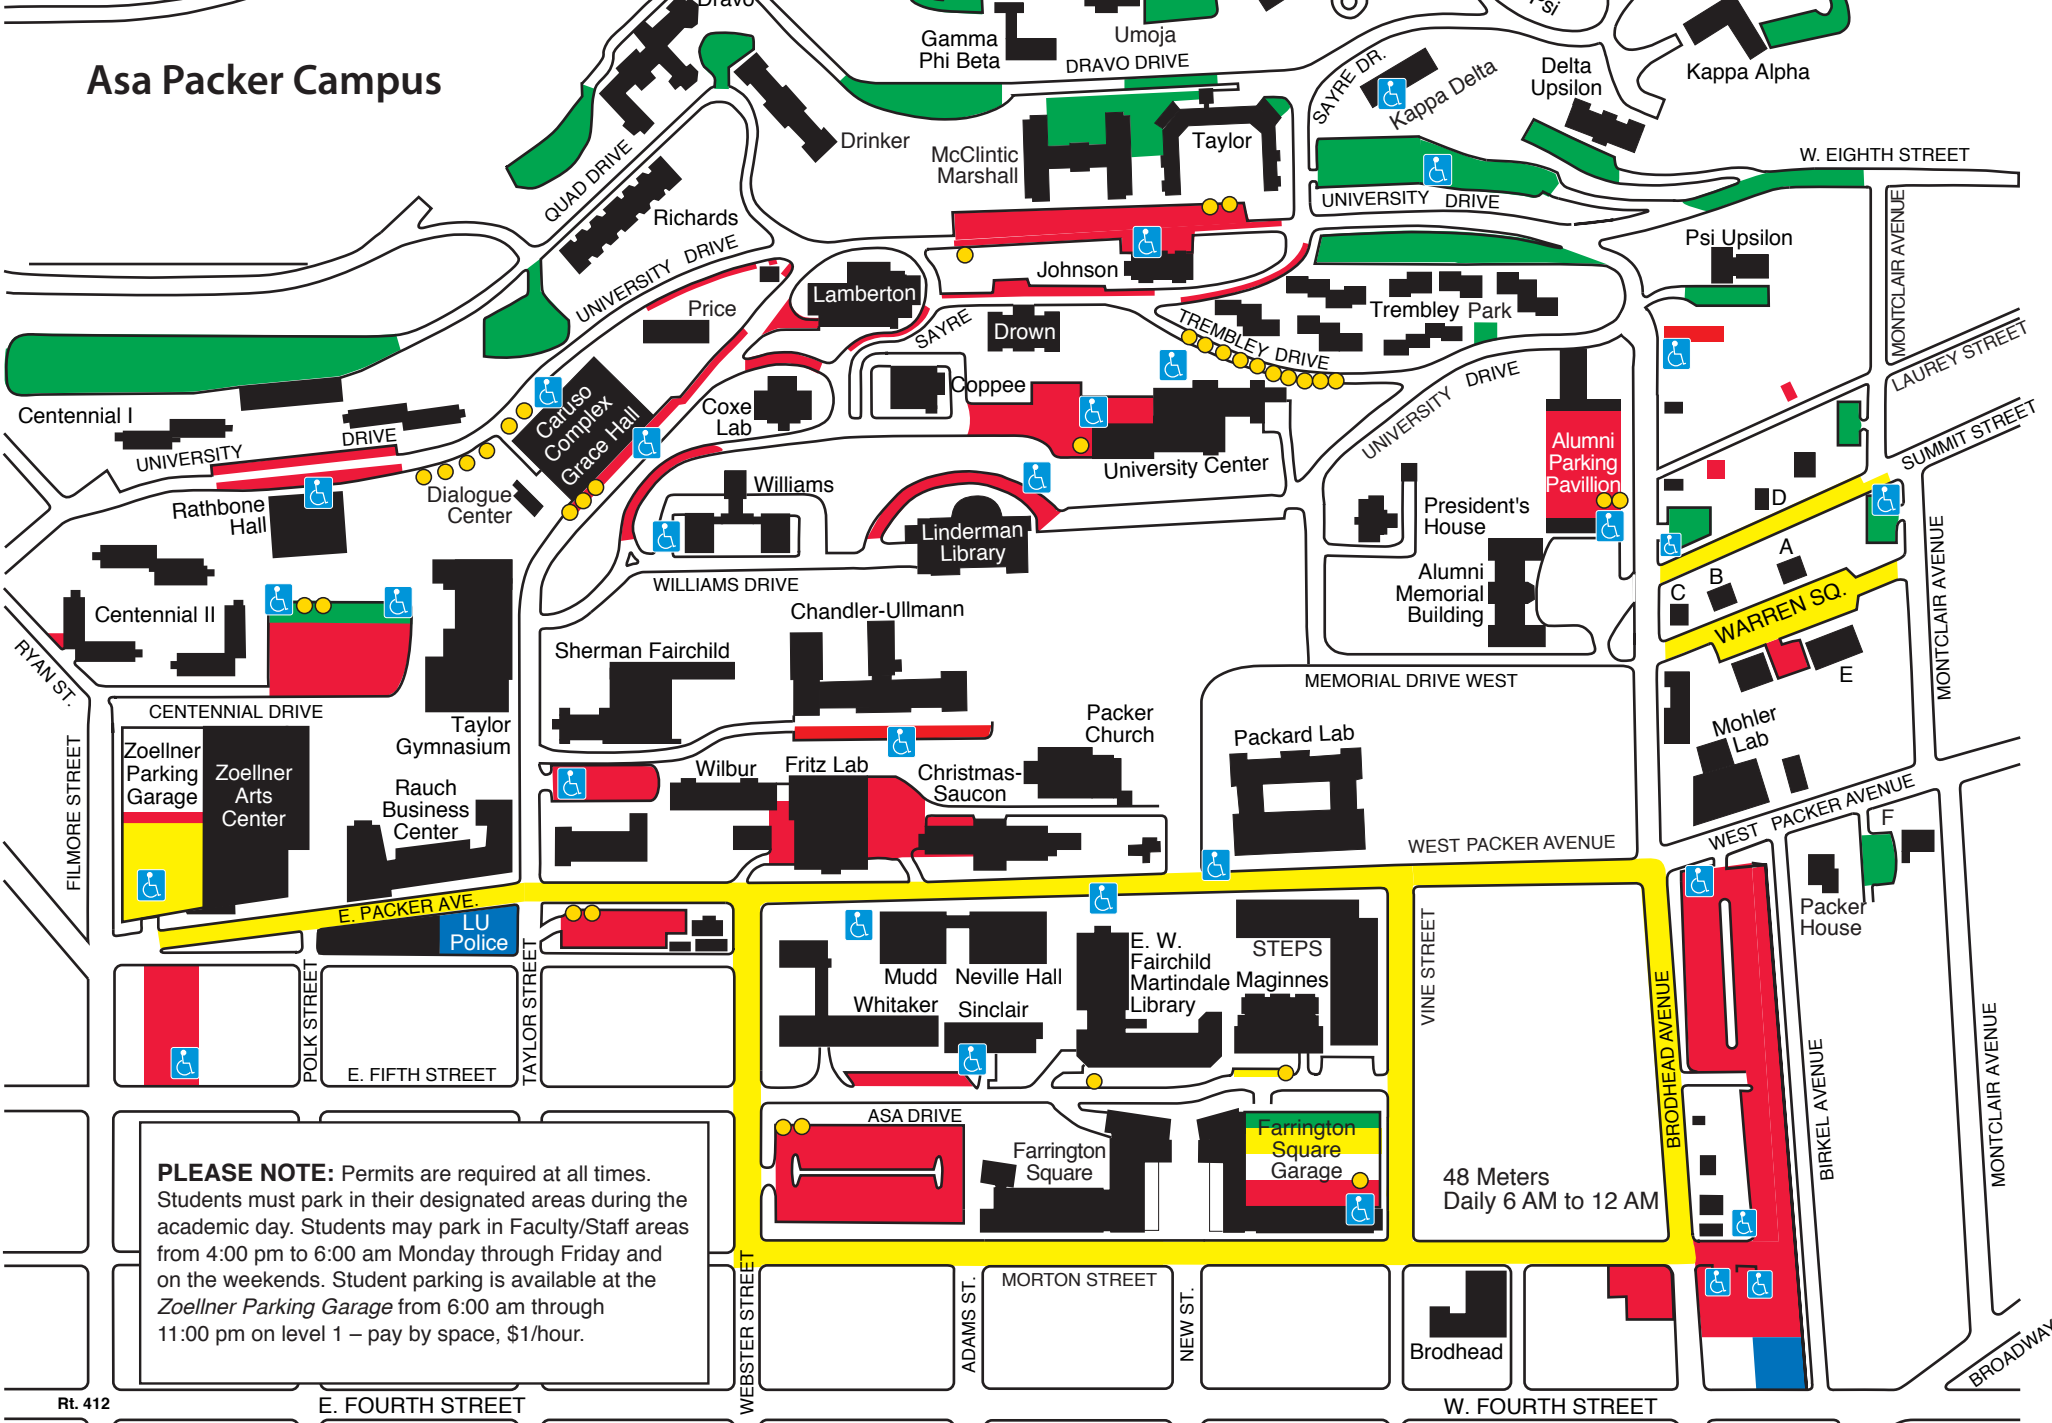 Dravo
Asa Packer Campus
Gamma
Phi Beta
Umoja
Psi
DRAVO DRIVE
SAYRE DR.
Kappa Delta
Delta
Upsilon
Kappa Alpha
Drinker
QUAD DRIVE
McClintic
Marshall
Taylor
W. EIGHTH STREET
Richards
UNIVERSITY DRIVE
UNIVERSITY DRIVE
MONTCLAIR AVENUE
Psi Upsilon
Johnson
Lamberton
Price
SAYRE
Drown
TREMBLEY DRIVE
Trembley Park
LAUREY STREET
Centennial I
UNIVERSITY
DRIVE
Caruso
Complex
Grace Hall
Coxe
Lab
Coppee
UNIVERSITY DRIVE
SUMMIT STREET
Alumni
Parking
Pavillion
University Center
Rathbone
Hall
Dialogue
Center
Williams
Linderman
Library
President's
House
D
A
B
C
WARREN SQ.
E
MONTCLAIR AVENUE
WILLIAMS DRIVE
Alumni
Memorial
Building
Centennial II
RYAN ST.
Chandler-Ullmann
Sherman Fairchild
MEMORIAL DRIVE WEST
CENTENNIAL DRIVE
Taylor
Gymnasium
Packer
Church
Packard Lab
Mohler
Lab
FILMORE STREET
Zoellner
Parking
Garage
Zoellner
Arts
Center
Rauch
Business
Center
Wilbur
Fritz Lab
Christmas-
Saucon
WEST PACKER AVENUE
WEST PACKER AVENUE
F
Packer
House
E. PACKER AVE.
LU
Police
Mudd
Neville Hall
E. W.
Fairchild
Martindale
Library
STEPS
Maginnes
Whitaker
Sinclair
VINE STREET
BRODHEAD AVENUE
POLK STREET
TAYLOR STREET
E. FIFTH STREET
BIRKEL AVENUE
MONTCLAIR AVENUE
ASA DRIVE
Farrington
Square
Farrington
Square
Garage
48 Meters
Daily 6 AM to 12 AM
PLEASE NOTE: Permits are required at all times.
Students must park in their designated areas during the
academic day. Students may park in Faculty/Staff areas
from 4:00 pm to 6:00 am Monday through Friday and
on the weekends. Student parking is available at the
Zoellner Parking Garage from 6:00 am through
11:00 pm on level 1 – pay by space, $1/hour.
WEBSTER STREET
ADAMS ST.
MORTON STREET
NEW ST.
Brodhead
BROADWAY
Rt. 412
E. FOURTH STREET
W. FOURTH STREET